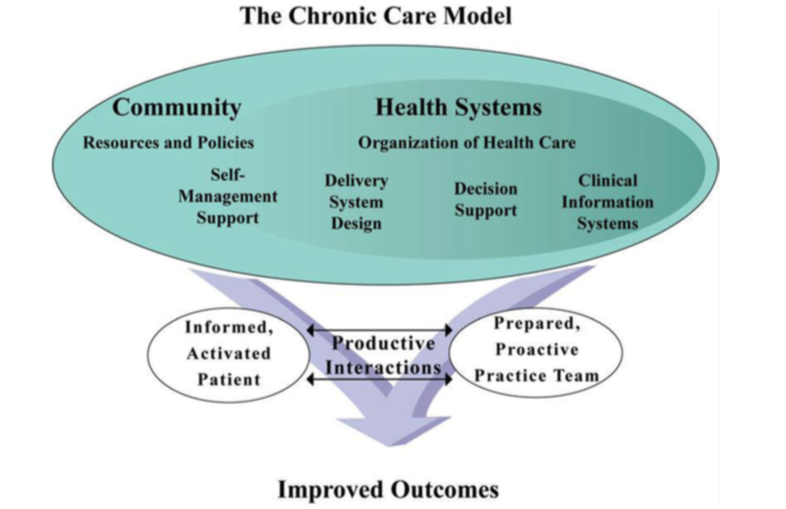 The Chronic Care Model
Community
Resources and Policies
Health Systems
Organization of Health Care
Self-
Management
Support
Delivery
System
Design
Decision
Support
Clinical
Information
Systems
Informed,
Activated
Patient
Productive
Interactions
Prepared,
Proactive
Practice Team
Improved Outcomes